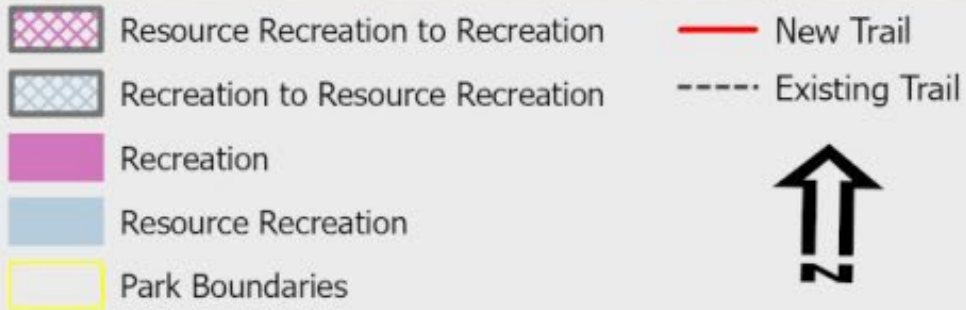 Resource Recreation to Recreation
Recreation to Resource Recreation
Recreation
Resource Recreation
Park Boundaries
New Trail
Existing Trail
N